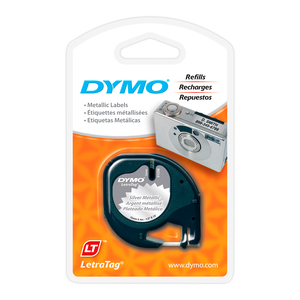 DYMO
Refills
Recharges
Repuestos
• Metallic Labels
• Étiquettes métallisées
• Etiquetas Metálicas
DYMO
LetraTag
Silver Metallic
Argent métallisé
Plateado Metálico
LT
LetraTag
www.dymo.com